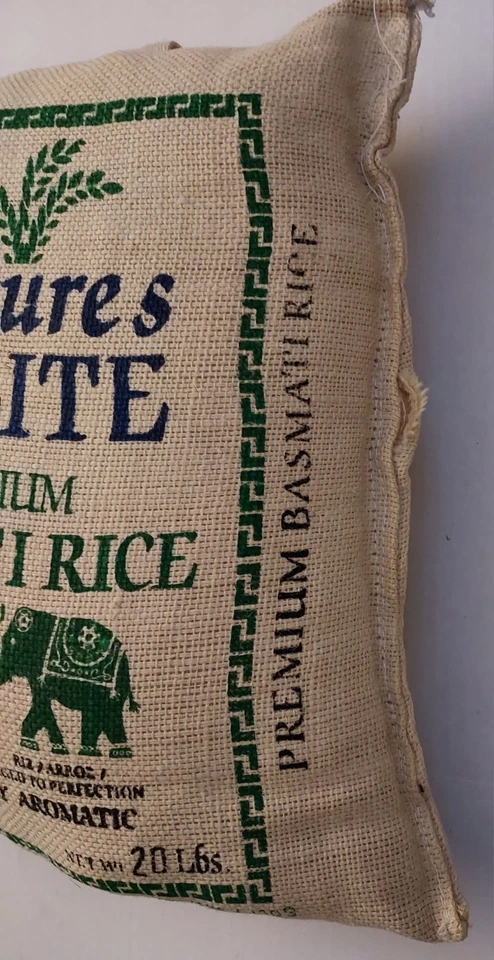 ures
ITE
IUM
I RICE
RIZ / ARROZ /
TO PERFECTION
Y AROMATIC
NET WT 20 Lbs.
PREMIUM BASMATI RICE